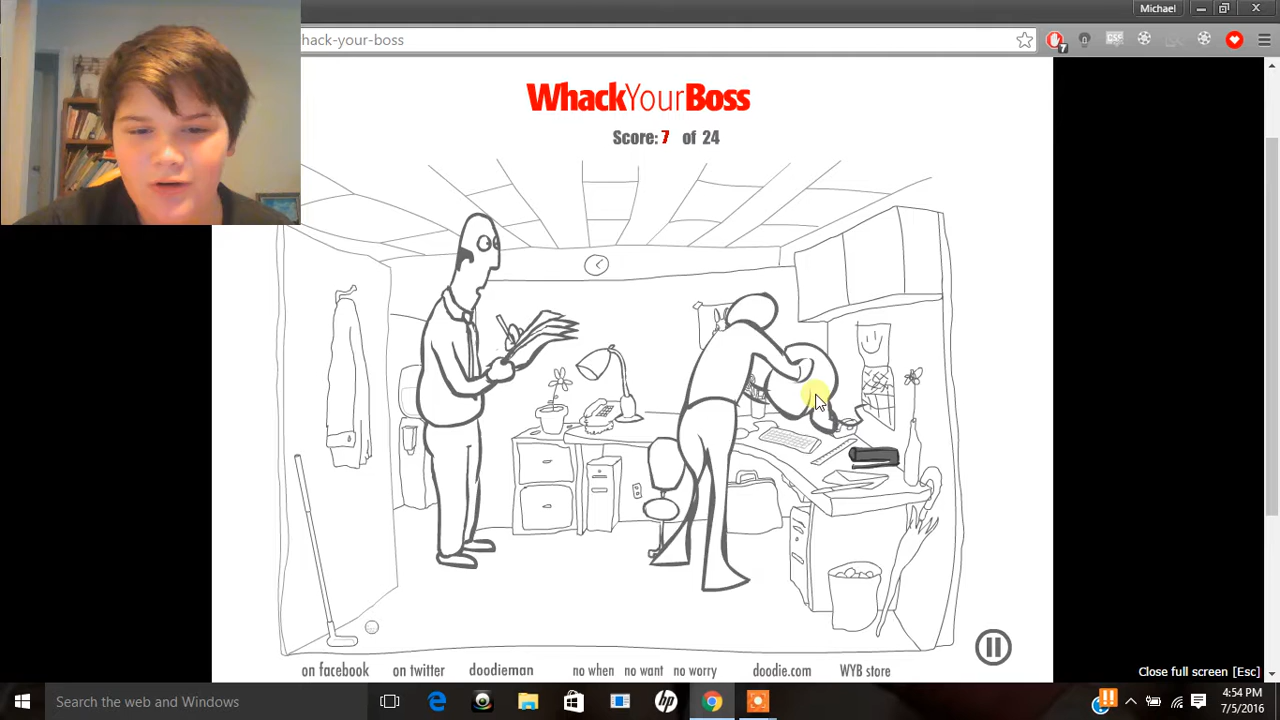 Michael
hack-your-boss
7
WhackYourBoss
Score: 7 of 24
on facebook on twitter doodieman no when no want no worry doodie.com WYB store
Close full screen [Esc]
Search the web and Windows
hp
4:54 PM
7/5/2016